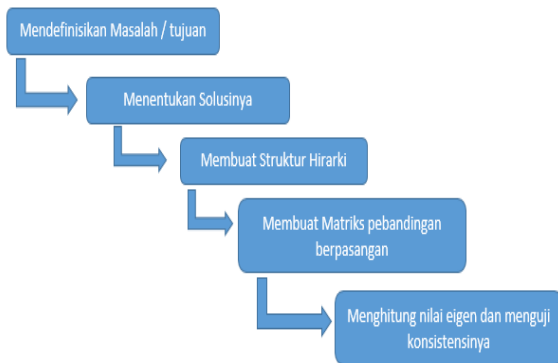 Mendefinisikan Masalah / tujuan
Menentukan Solusinya
Membuat Struktur Hirarki
Membuat Matriks pebandingan
berpasangan
Menghitung nilai eigen dan menguji
konsistensinya